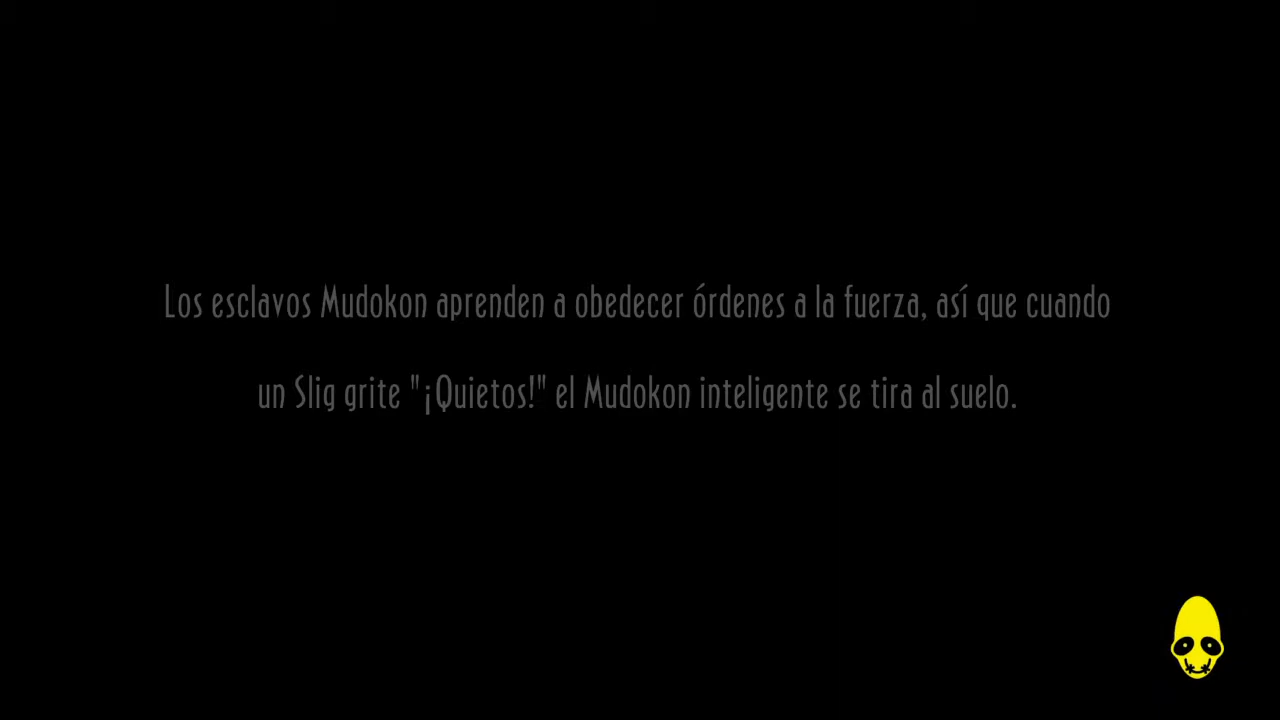 Los esclavos Mudokon aprenden a obedecer órdenes a la fuerza, así que cuando
un Slig grite "¡Quietos!" el Mudokon inteligente se tira al suelo.